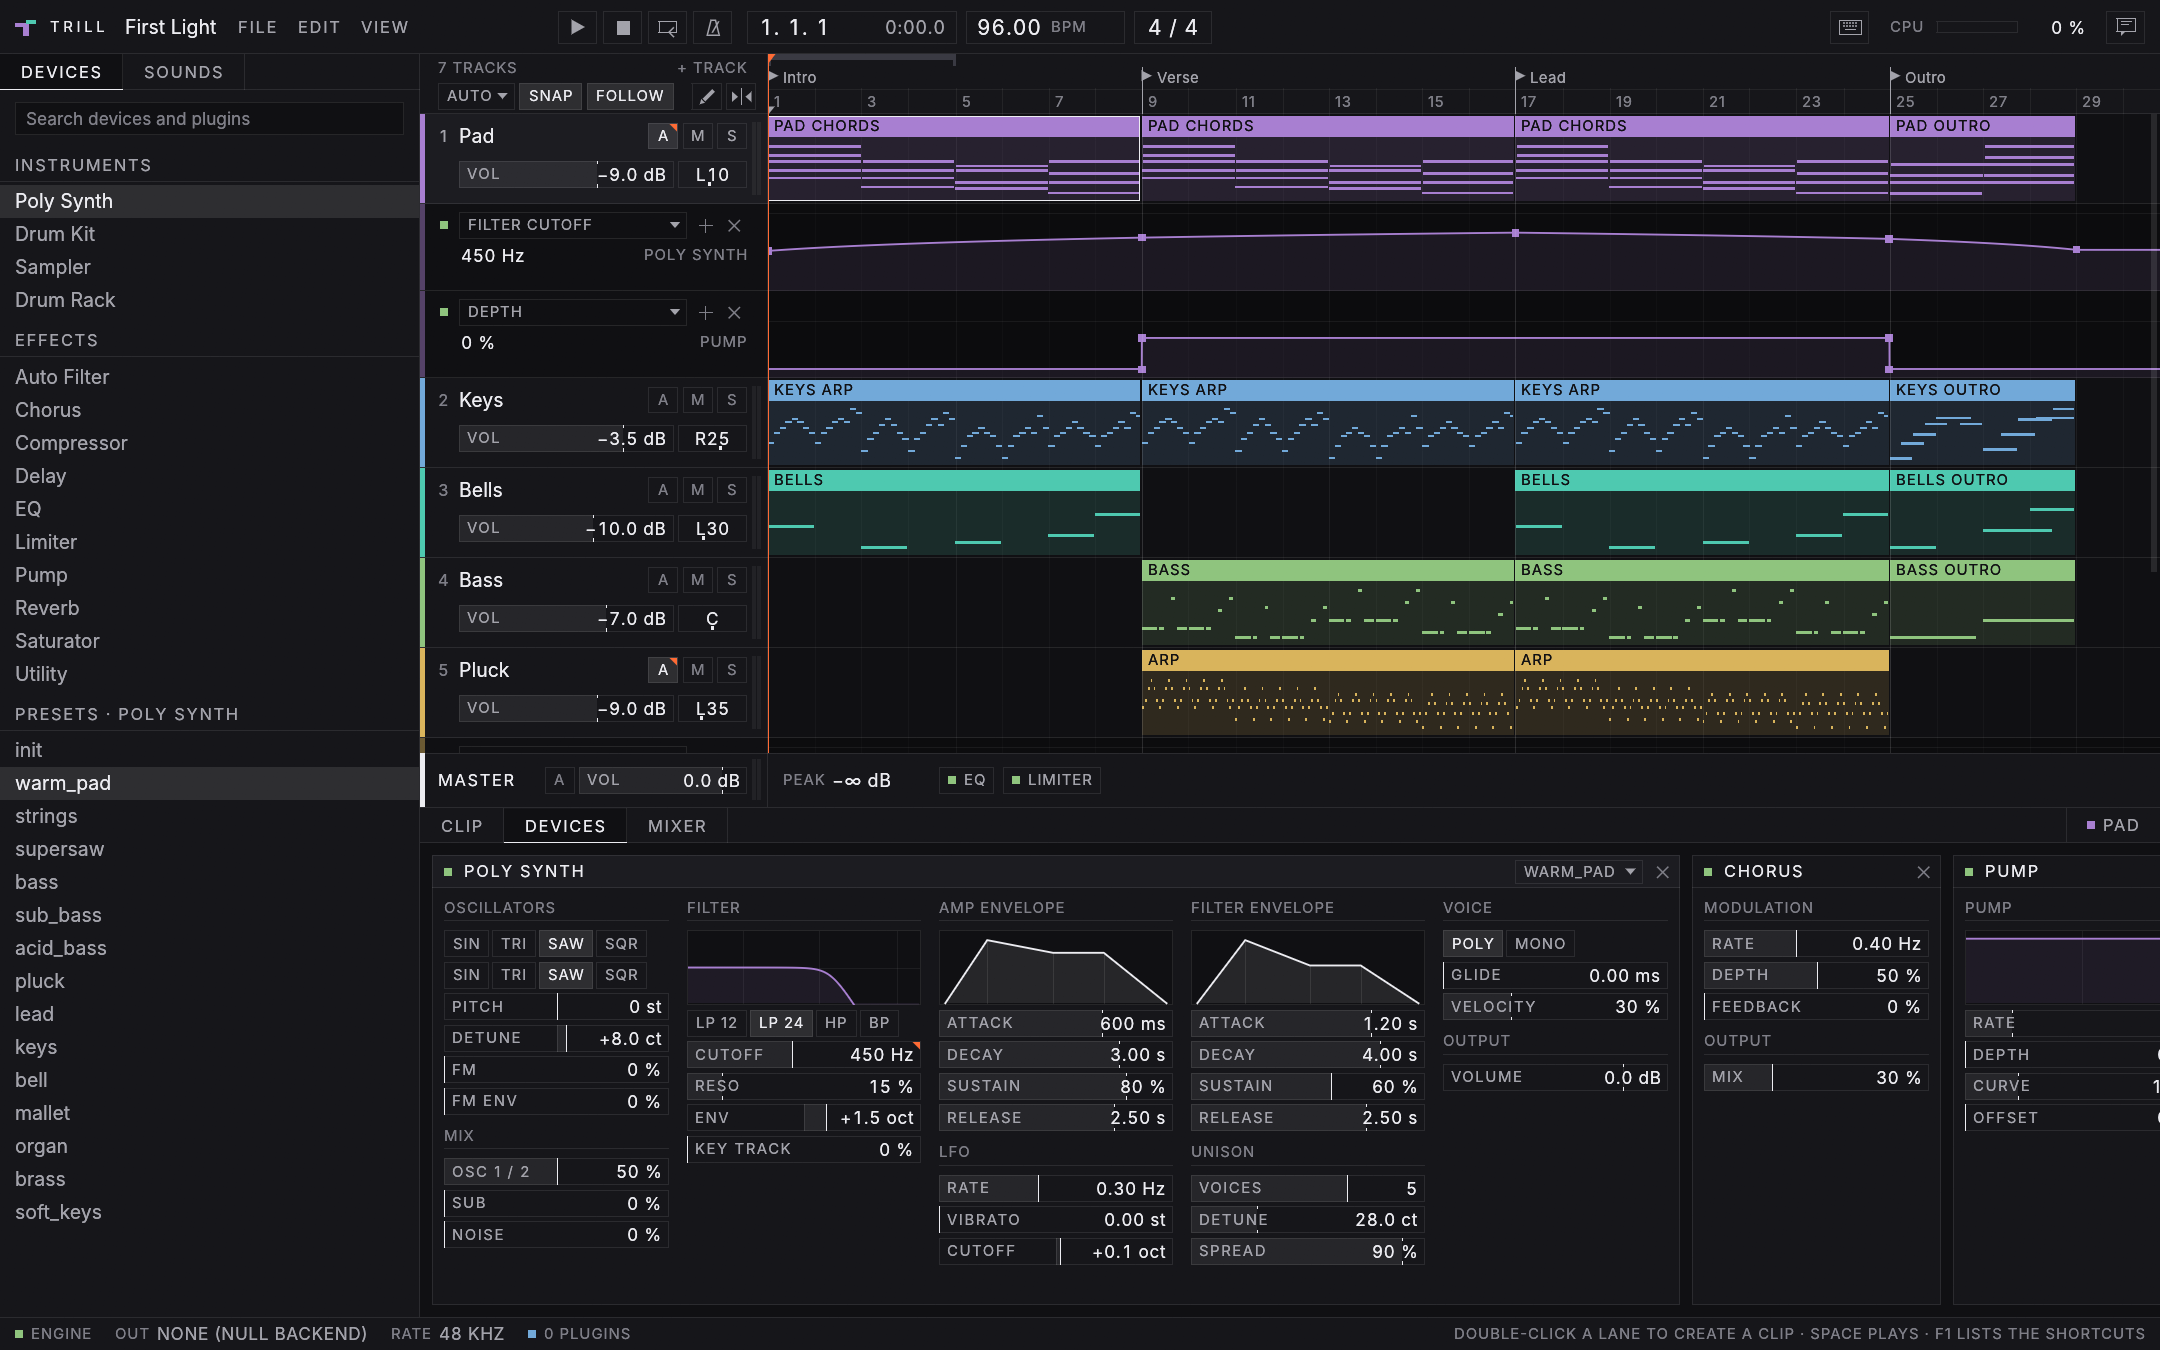 TRILL First Light FILE EDIT VIEW 1. 1. 1 0:00.0 96.00 BPM 4 / 4 CPU 0 %
DEVICES SOUNDS
Search devices and plugins
INSTRUMENTS
Poly Synth
Drum Kit
Sampler
Drum Rack
EFFECTS
Auto Filter
Chorus
Compressor
Delay
EQ
Limiter
Pump
Reverb
Saturator
Utility
PRESETS · POLY SYNTH
init
warm_pad
strings
supersaw
bass
sub_bass
acid_bass
pluck
lead
keys
bell
mallet
organ
brass
soft_keys
7 TRACKS + TRACK
AUTO SNAP FOLLOW
Intro Verse Lead Outro
1 3 5 7 9 11 13 15 17 19 21 23 25 27 29
1 Pad A M S
VOL -9.0 dB L10
PAD CHORDS PAD CHORDS PAD CHORDS PAD OUTRO
FILTER CUTOFF
450 Hz POLY SYNTH
DEPTH
0 % PUMP
2 Keys A M S
VOL -3.5 dB R25
KEYS ARP KEYS ARP KEYS ARP KEYS OUTRO
3 Bells A M S
VOL -10.0 dB L30
BELLS BELLS BELLS OUTRO
4 Bass A M S
VOL -7.0 dB C
BASS BASS BASS OUTRO
5 Pluck A M S
VOL -9.0 dB L35
ARP ARP
MASTER A VOL 0.0 dB PEAK -∞ dB EQ LIMITER
CLIP DEVICES MIXER PAD
POLY SYNTH WARM_PAD
OSCILLATORS
SIN TRI SAW SQR
SIN TRI SAW SQR
PITCH 0 st
DETUNE +8.0 ct
FM 0 %
FM ENV 0 %
MIX
OSC 1 / 2 50 %
SUB 0 %
NOISE 0 %
FILTER
LP 12 LP 24 HP BP
CUTOFF 450 Hz
RESO 15 %
ENV +1.5 oct
KEY TRACK 0 %
AMP ENVELOPE
ATTACK 600 ms
DECAY 3.00 s
SUSTAIN 80 %
RELEASE 2.50 s
LFO
RATE 0.30 Hz
VIBRATO 0.00 st
CUTOFF +0.1 oct
FILTER ENVELOPE
ATTACK 1.20 s
DECAY 4.00 s
SUSTAIN 60 %
RELEASE 2.50 s
UNISON
VOICES 5
DETUNE 28.0 ct
SPREAD 90 %
VOICE
POLY MONO
GLIDE 0.00 ms
VELOCITY 30 %
OUTPUT
VOLUME 0.0 dB
CHORUS
MODULATION
RATE 0.40 Hz
DEPTH 50 %
FEEDBACK 0 %
OUTPUT
MIX 30 %
PUMP
PUMP
RATE
DEPTH
CURVE
OFFSET
ENGINE OUT NONE (NULL BACKEND) RATE 48 KHZ 0 PLUGINS DOUBLE-CLICK A LANE TO CREATE A CLIP · SPACE PLAYS · F1 LISTS THE SHORTCUTS